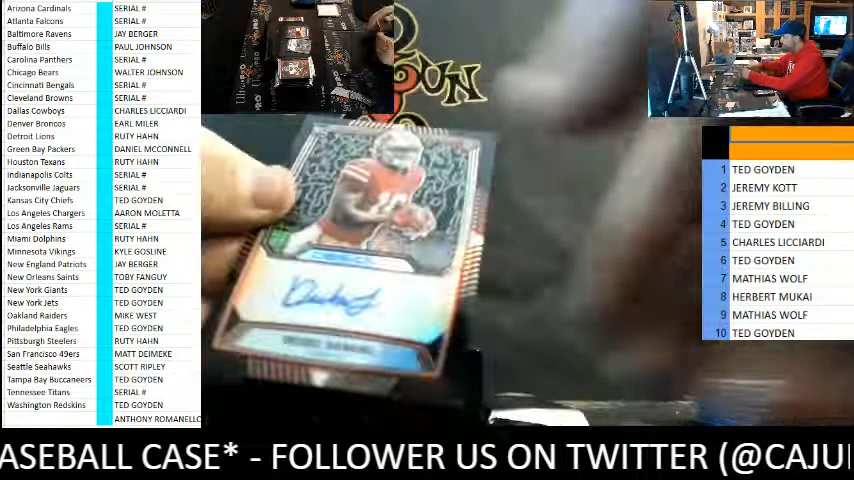 Arizona Cardinals SERIAL #
Atlanta Falcons SERIAL #
Baltimore Ravens JAY BERGER
Buffalo Bills PAUL JOHNSON
Carolina Panthers SERIAL #
Chicago Bears WALTER JOHNSON
Cincinnati Bengals SERIAL #
Cleveland Browns SERIAL #
Dallas Cowboys CHARLES LICCIARDI
Denver Broncos EARL MILER
Detroit Lions RUTY HAHN
Green Bay Packers DANIEL MCCONNELL
Houston Texans RUTY HAHN
Indianapolis Colts SERIAL #
Jacksonville Jaguars SERIAL #
Kansas City Chiefs TED GOYDEN
Los Angeles Chargers AARON MOLETTA
Los Angeles Rams SERIAL #
Miami Dolphins RUTY HAHN
Minnesota Vikings KYLE GOSLINE
New England Patriots JAY BERGER
New Orleans Saints TOBY FANGUY
New York Giants TED GOYDEN
New York Jets TED GOYDEN
Oakland Raiders MIKE WEST
Philadelphia Eagles TED GOYDEN
Pittsburgh Steelers RUTY HAHN
San Francisco 49ers MATT DEIMEKE
Seattle Seahawks SCOTT RIPLEY
Tampa Bay Buccaneers TED GOYDEN
Tennessee Titans SERIAL #
Washington Redskins TED GOYDEN
ANTHONY ROMANELLO
GUN
1 TED GOYDEN
2 JEREMY KOTT
3 JEREMY BILLING
4 TED GOYDEN
5 CHARLES LICCIARDI
6 TED GOYDEN
7 MATHIAS WOLF
8 HERBERT MUKAI
9 MATHIAS WOLF
10 TED GOYDEN
ASEBALL CASE* - FOLLOWER US ON TWITTER (@CAJU